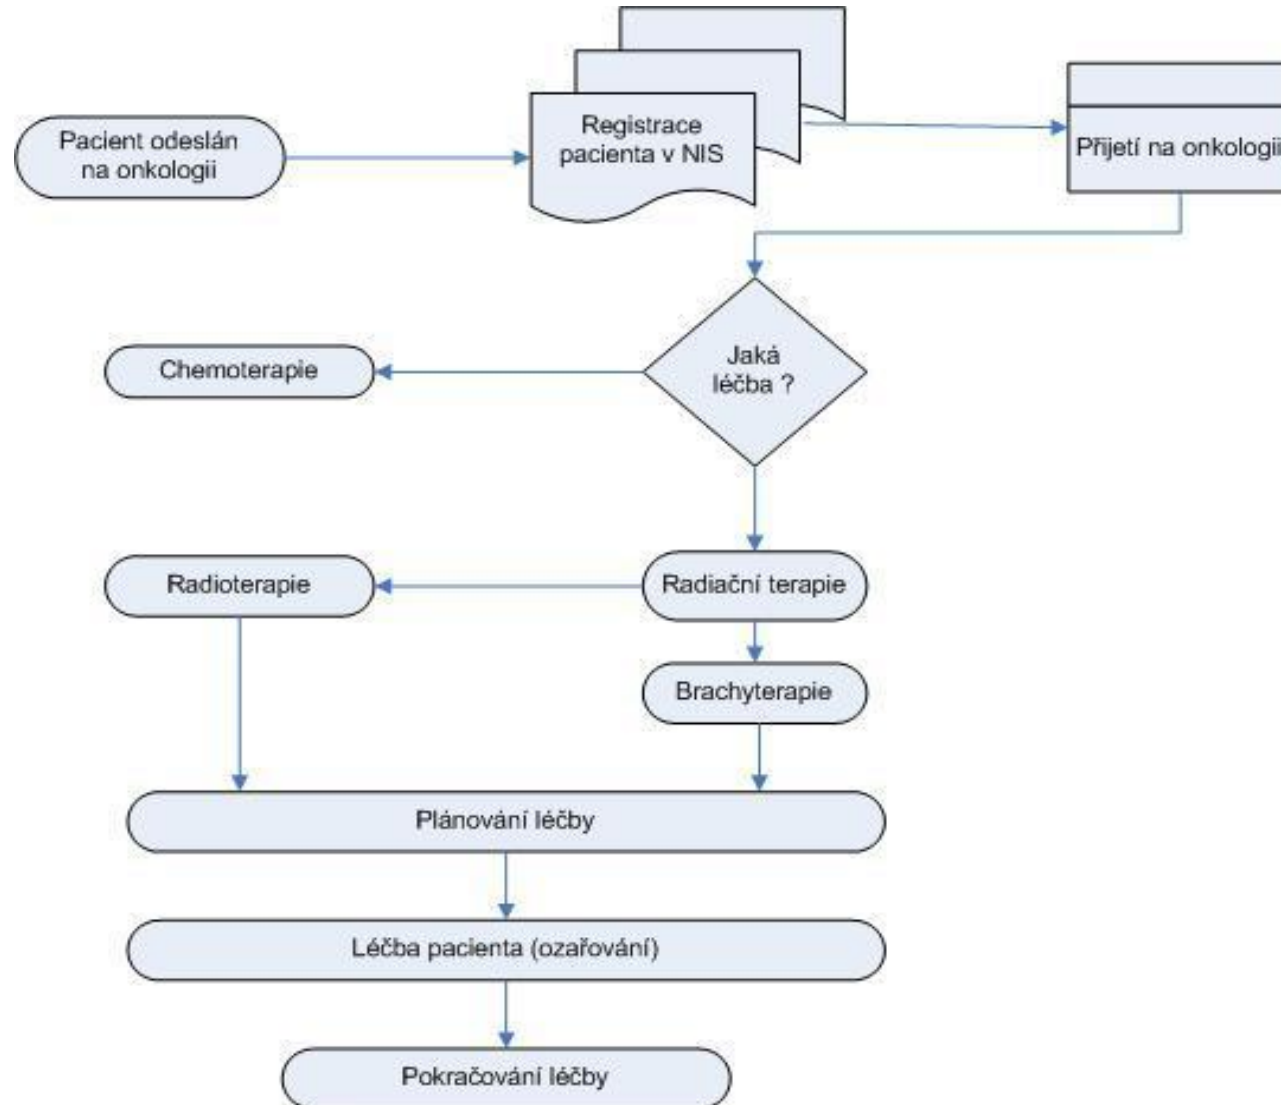 Pacient odeslán
na onkologii
Registrace
pacienta v NIS
Přijetí na onkologii
Jaká
léčba ?
Chemoterapie
Radioterapie
Radiační terapie
Brachyterapie
Plánování léčby
Léčba pacienta (ozařování)
Pokračování léčby